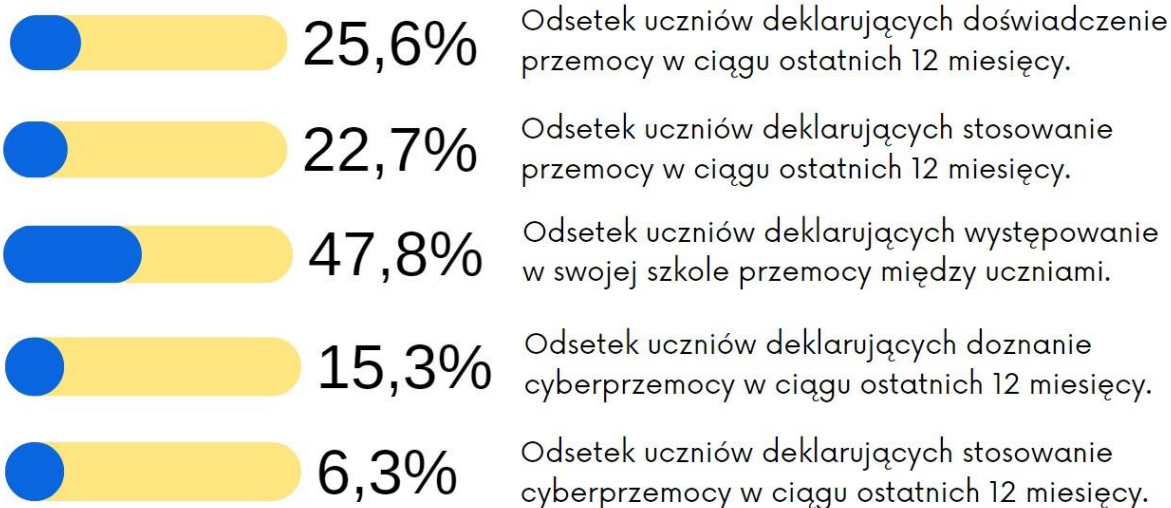 25,6%
Odsetek uczniów deklarujących doświadczenie
przemocy w ciągu ostatnich 12 miesięcy.
22,7%
Odsetek uczniów deklarujących stosowanie
przemocy w ciągu ostatnich 12 miesięcy.
47,8%
Odsetek uczniów deklarujących występowanie
w swojej szkole przemocy między uczniami.
15,3%
Odsetek uczniów deklarujących doznanie
cyberprzemocy w ciągu ostatnich 12 miesięcy.
6,3%
Odsetek uczniów deklarujących stosowanie
cyberprzemocy w ciągu ostatnich 12 miesięcy.